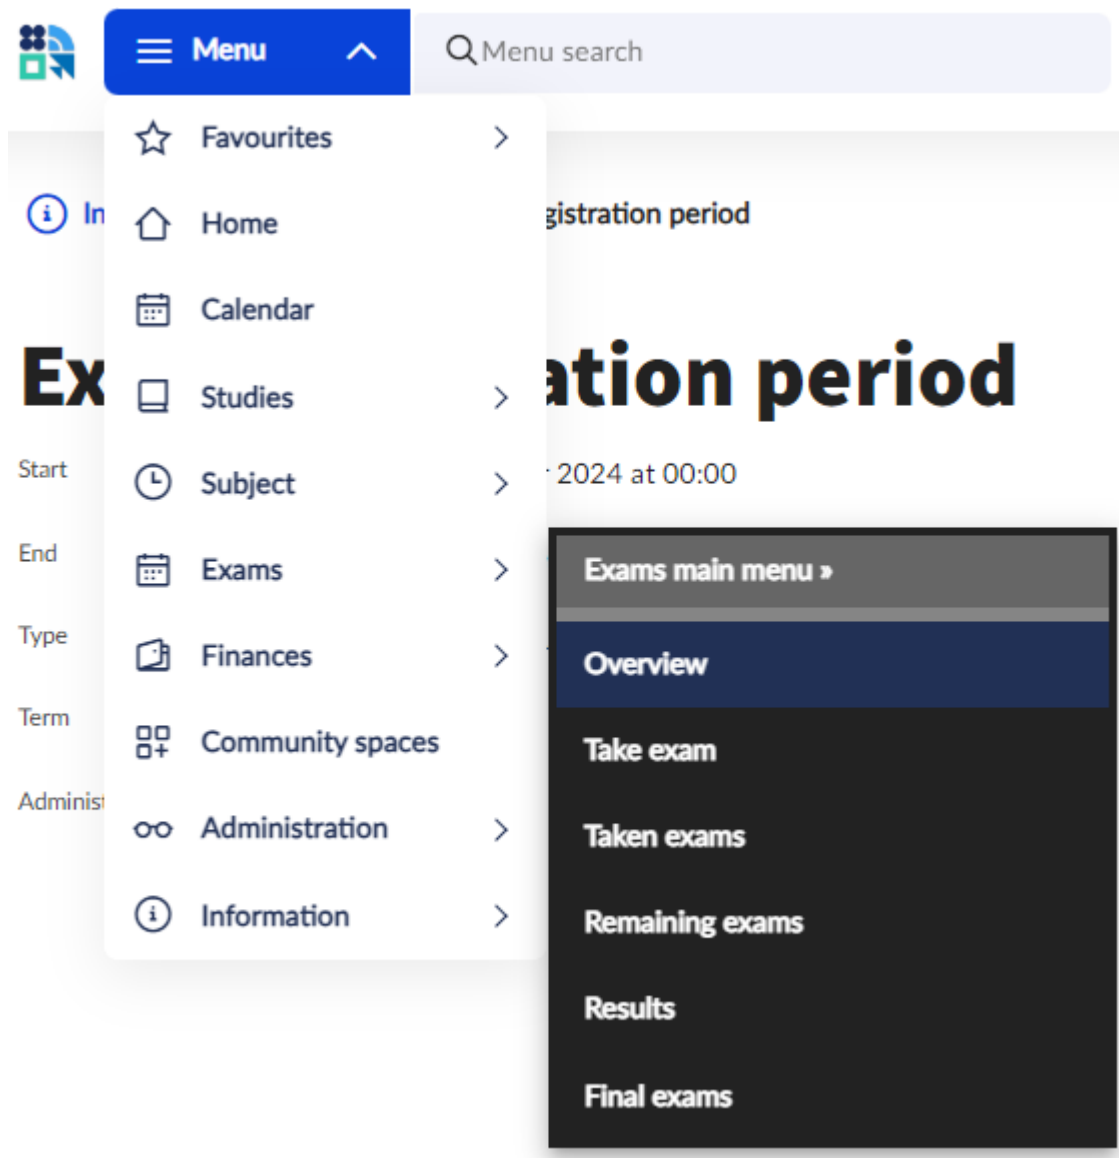 Menu
Menu search
Favourites
Home
Calendar
Studies
Subject
Exams
Finances
Community spaces
Administration
Information
gistration period
Ex
ation period
Start
2024 at 00:00
End
Type
Term
Adminis
Exams main menu »
Overview
Take exam
Taken exams
Remaining exams
Results
Final exams